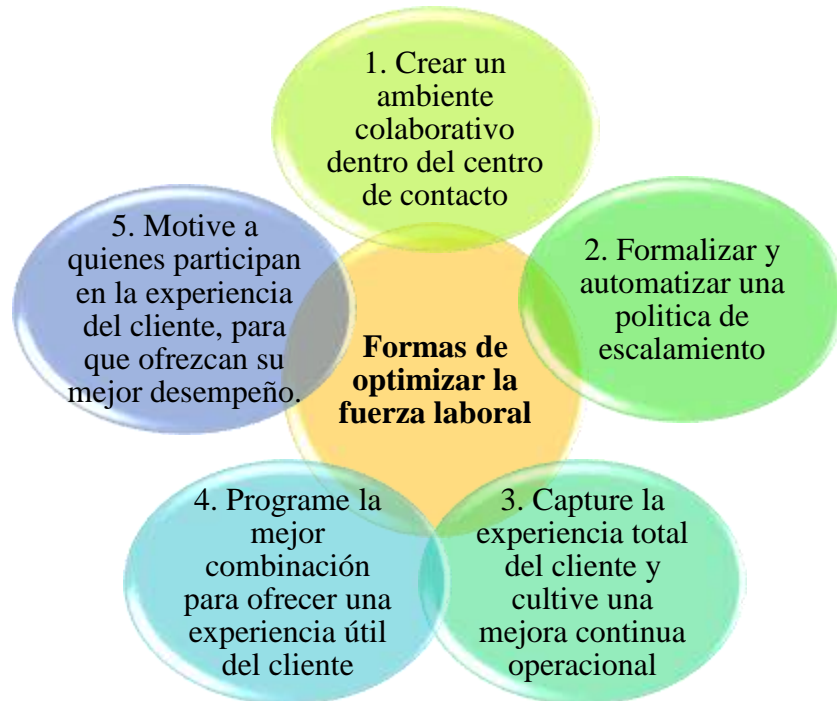 1. Crear un
ambiente
colaborativo
dentro del centro
de contacto
2. Formalizar y
automatizar una
politica de
escalamiento
3. Capture la
experiencia total
del cliente y
cultive una
mejora continua
operacional
4. Programe la
mejor
combinación
para ofrecer una
experiencia útil
del cliente
5. Motive a
quienes participan
en la experiencia
del cliente, para
que ofrezcan su
mejor desempeño.
Formas de
optimizar la
fuerza laboral